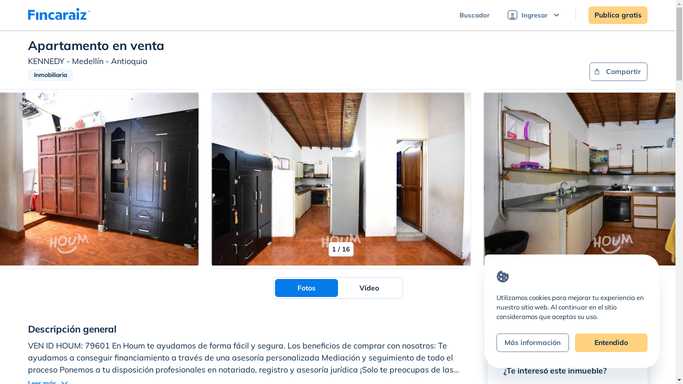 Fincaraiz
Buscador
Ingresar
Publica gratis
Apartamento en venta
KENNEDY - Medellín - Antioquia
Inmobiliaria
Compartir
HOUM
HOUM
HOUM
1 / 16
Fotos
Video
Descripción general
VEN ID HOUM: 79601 En Houm te ayudamos de forma fácil y segura. Los beneficios de comprar con nosotros: Te
ayudamos a conseguir financiamiento a través de una asesoría personalizada Mediación y seguimiento de todo el
proceso Ponemos a tu disposición profesionales en notariado, registro y asesoría jurídica ¡Solo te preocupas de las...
Leer más
Utilizamos cookies para mejorar tu experiencia en
nuestro sitio web. Al continuar en el sitio
consideramos que aceptas su uso.
Más información
Entendido
¿Te interesó este inmueble?